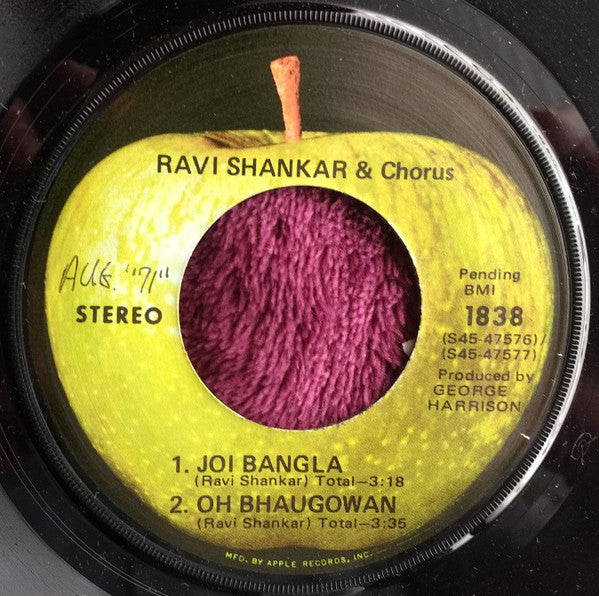 RAVI SHANKAR & Chorus
AUG. "71"
STEREO
Pending
BMI
1838
(S45-47576)/
(S45-47577)
Produced by
GEORGE
HARRISON
1. JOI BANGLA
(Ravi Shankar) Total—3:18
2. OH BHAUGOWAN
(Ravi Shankar) Total—3:35
MFD. BY APPLE RECORDS, INC.